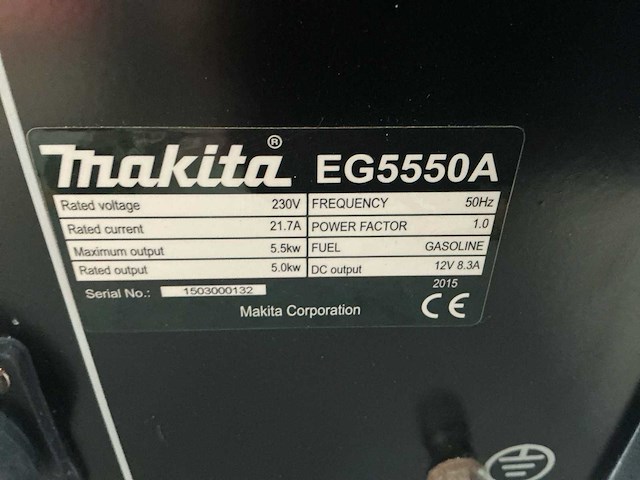 makita® EG5550A
Rated voltage 230V FREQUENCY 50Hz
Rated current 21.7A POWER FACTOR 1.0
Maximum output 5.5kw FUEL GASOLINE
Rated output 5.0kw DC output 12V 8.3A
Serial No.: 1503000132 2015
Makita Corporation CE